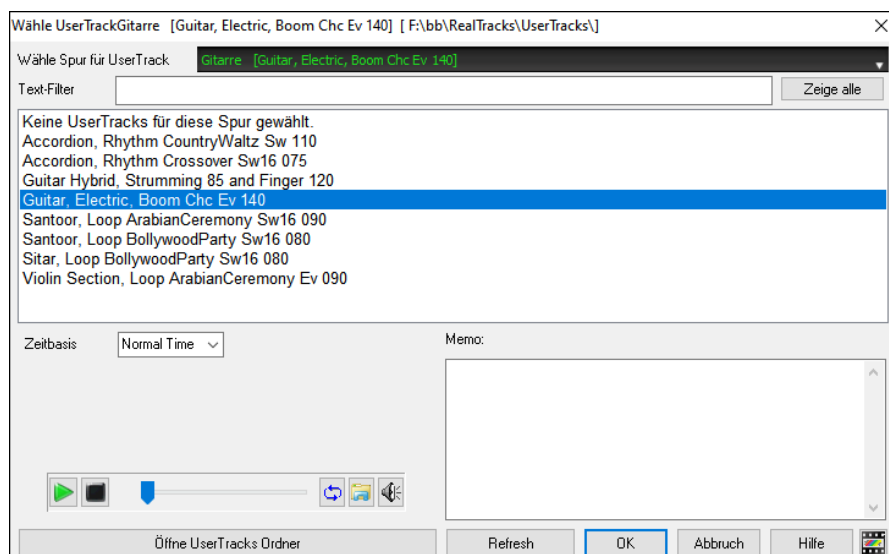 Wähle UserTrackGitarre [Guitar, Electric, Boom Chc Ev 140] [ F:\bb\RealTracks\UserTracks\]
Wähle Spur für UserTrack Gitarre [Guitar, Electric, Boom Chc Ev 140]
Text-Filter Zeige alle
Keine UserTracks für diese Spur gewählt.
Accordion, Rhythm CountryWaltz Sw 110
Accordion, Rhythm Crossover Sw16 075
Guitar Hybrid, Strumming 85 and Finger 120
Guitar, Electric, Boom Chc Ev 140
Santoor, Loop ArabianCeremony Sw16 090
Santoor, Loop BollywoodParty Sw16 080
Sitar, Loop BollywoodParty Sw16 080
Violin Section, Loop ArabianCeremony Ev 090
Zeitbasis Normal Time Memo:
Öffne UserTracks Ordner Refresh OK Abbruch Hilfe